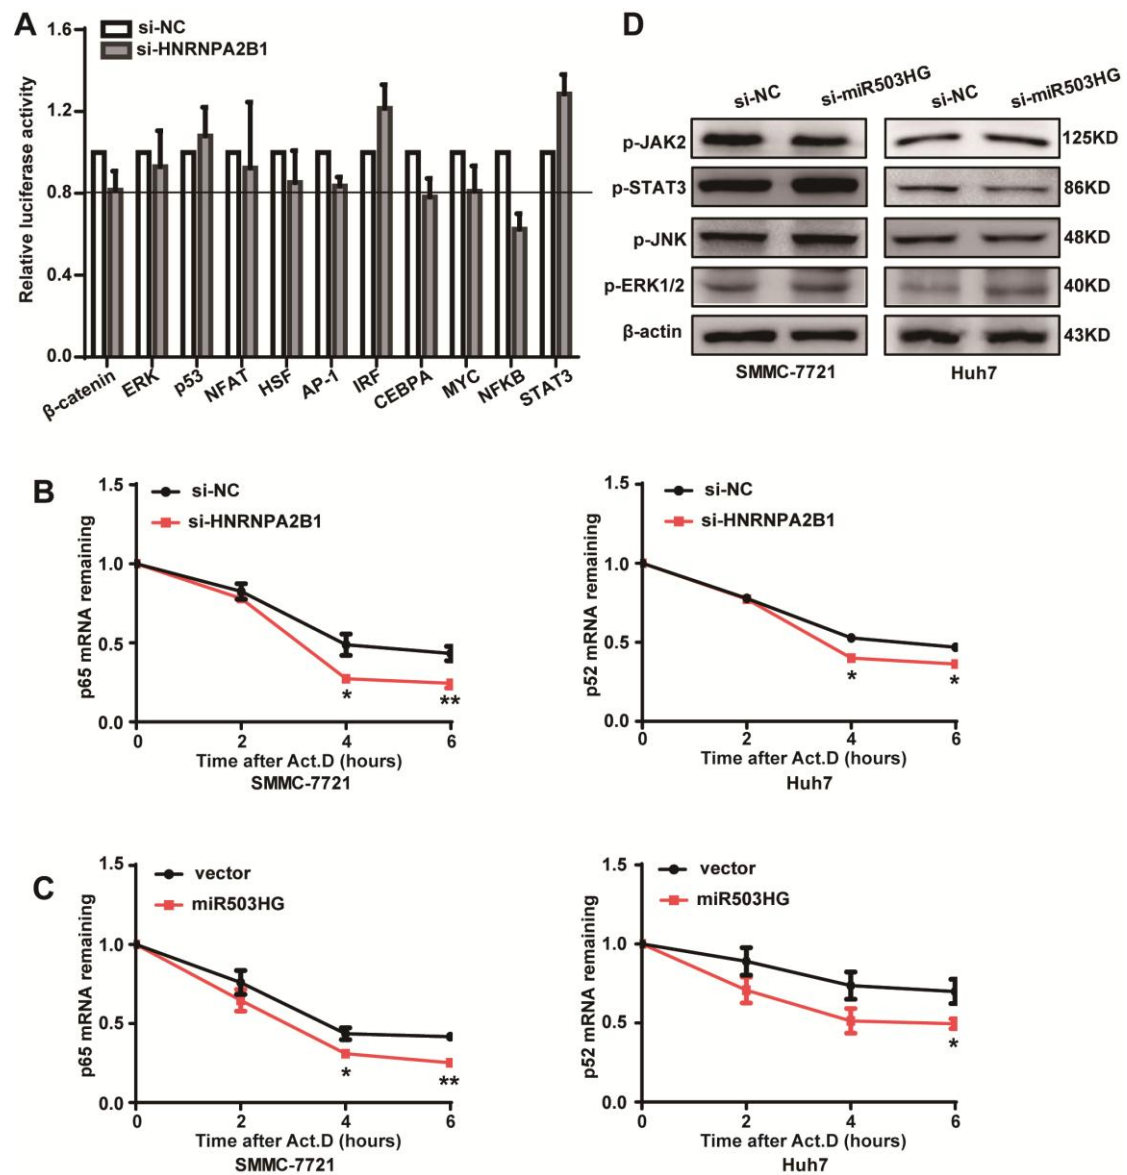 A
si-NC
si-HNRNPA2B1
Relative luciferase activity
1.6
1.2
0.8
0.4
0.0
β-catenin ERK p53 NFAT HSF AP-1 IRF CEBPA MYC NFKB STAT3
D
si-NC si-miR503HG si-NC si-miR503HG
p-JAK2 125KD
p-STAT3 86KD
p-JNK 48KD
p-ERK1/2 40KD
β-actin 43KD
SMMC-7721 Huh7
B
si-NC
si-HNRNPA2B1
p65 mRNA remaining
1.5
1.0
0.5
0.0
* **
0 2 4 6
Time after Act.D (hours)
SMMC-7721
si-NC
si-HNRNPA2B1
p52 mRNA remaining
1.5
1.0
0.5
0.0
* *
0 2 4 6
Time after Act.D (hours)
Huh7
C
vector
miR503HG
p65 mRNA remaining
1.5
1.0
0.5
0.0
* **
0 2 4 6
Time after Act.D (hours)
SMMC-7721
vector
miR503HG
p52 mRNA remaining
1.5
1.0
0.5
0.0
*
0 2 4 6
Time after Act.D (hours)
Huh7